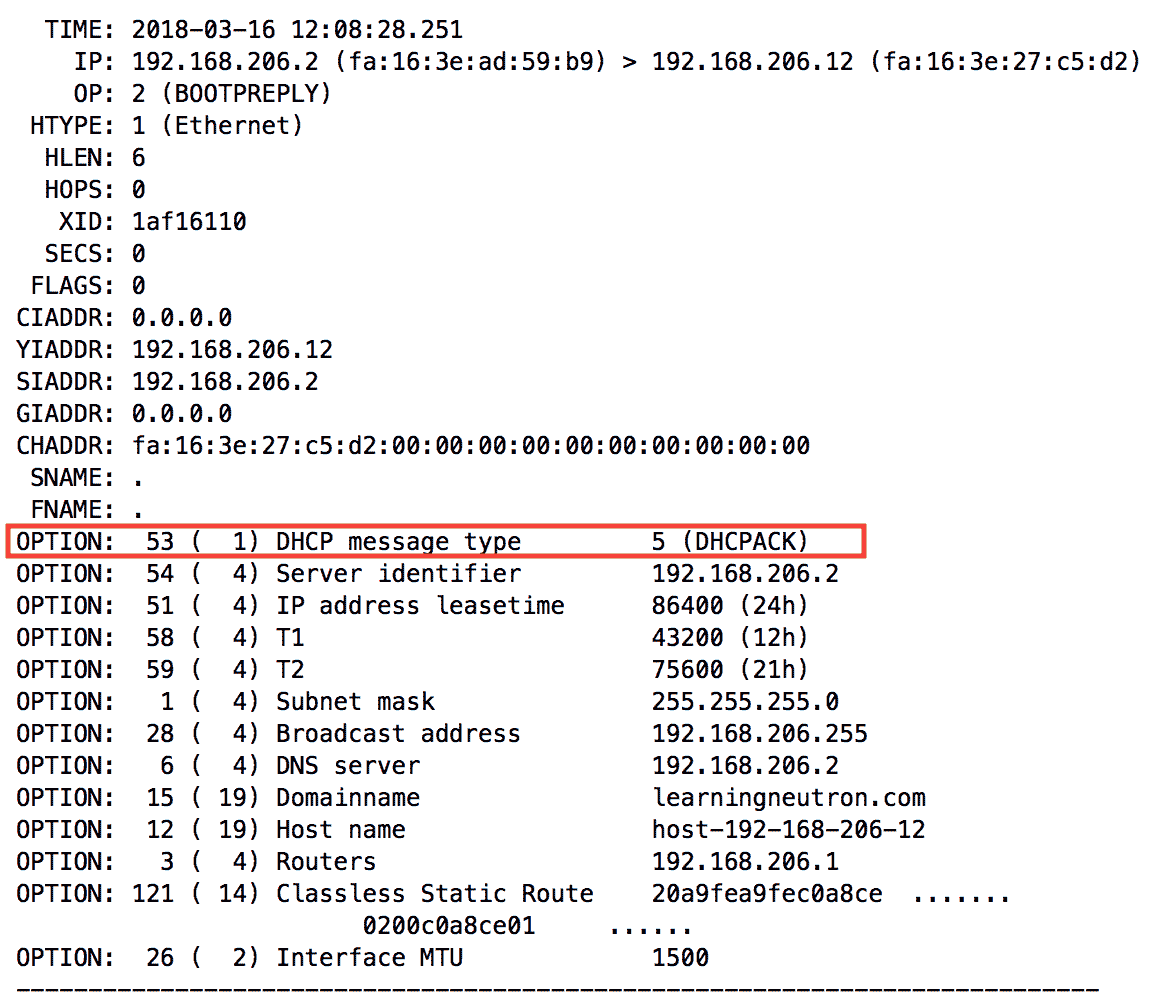 TIME: 2018-03-16 12:08:28.251
IP: 192.168.206.2 (fa:16:3e:ad:59:b9) > 192.168.206.12 (fa:16:3e:27:c5:d2)
OP: 2 (BOOTPREPLY)
HTYPE: 1 (Ethernet)
HLEN: 6
HOPS: 0
XID: 1af16110
SECS: 0
FLAGS: 0
CIADDR: 0.0.0.0
YIADDR: 192.168.206.12
SIADDR: 192.168.206.2
GIADDR: 0.0.0.0
CHADDR: fa:16:3e:27:c5:d2:00:00:00:00:00:00:00:00:00:00
SNAME: .
FNAME: .
OPTION:  53 (  1) DHCP message type         5 (DHCPACK)
OPTION:  54 (  4) Server identifier         192.168.206.2
OPTION:  51 (  4) IP address leasetime      86400 (24h)
OPTION:  58 (  4) T1                        43200 (12h)
OPTION:  59 (  4) T2                        75600 (21h)
OPTION:   1 (  4) Subnet mask               255.255.255.0
OPTION:  28 (  4) Broadcast address         192.168.206.255
OPTION:   6 (  4) DNS server                192.168.206.2
OPTION:  15 ( 19) Domainname                learningneutron.com
OPTION:  12 ( 19) Host name                 host-192-168-206-12
OPTION:   3 (  4) Routers                   192.168.206.1
OPTION: 121 ( 14) Classless Static Route    20a9fea9fec0a8ce  .......
0200c0a8ce01     ......
OPTION:  26 (  2) Interface MTU             1500
---------------------------------------------------------------------------